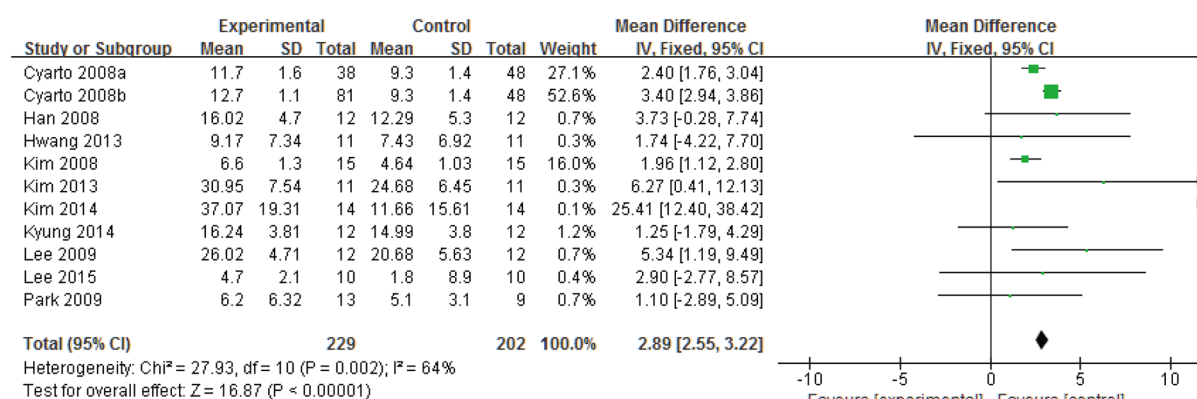 Experimental Control Mean Difference Mean Difference
Study or Subgroup Mean SD Total Mean SD Total Weight IV, Fixed, 95% CI IV, Fixed, 95% CI
Cyarto 2008a 11.7 1.6 38 9.3 1.4 48 27.1% 2.40 [1.76, 3.04]
Cyarto 2008b 12.7 1.1 81 9.3 1.4 48 52.6% 3.40 [2.94, 3.86]
Han 2008 16.02 4.7 12 12.29 5.3 12 0.7% 3.73 [-0.28, 7.74]
Hwang 2013 9.17 7.34 11 7.43 6.92 11 0.3% 1.74 [-4.22, 7.70]
Kim 2008 6.6 1.3 15 4.64 1.03 15 16.0% 1.96 [1.12, 2.80]
Kim 2013 30.95 7.54 11 24.68 6.45 11 0.3% 6.27 [0.41, 12.13]
Kim 2014 37.07 19.31 14 11.66 15.61 14 0.1% 25.41 [12.40, 38.42]
Kyung 2014 16.24 3.81 12 14.99 3.8 12 1.2% 1.25 [-1.79, 4.29]
Lee 2009 26.02 4.71 12 20.68 5.63 12 0.7% 5.34 [1.19, 9.49]
Lee 2015 4.7 2.1 10 1.8 8.9 10 0.4% 2.90 [-2.77, 8.57]
Park 2009 6.2 6.32 13 5.1 3.1 9 0.7% 1.10 [-2.89, 5.09]
Total (95% CI) 229 202 100.0% 2.89 [2.55, 3.22]
Heterogeneity: Chi² = 27.93, df = 10 (P = 0.002); I² = 64%
Test for overall effect: Z = 16.87 (P < 0.00001)
-10 -5 0 5 10
Favours [experimental] Favours [control]